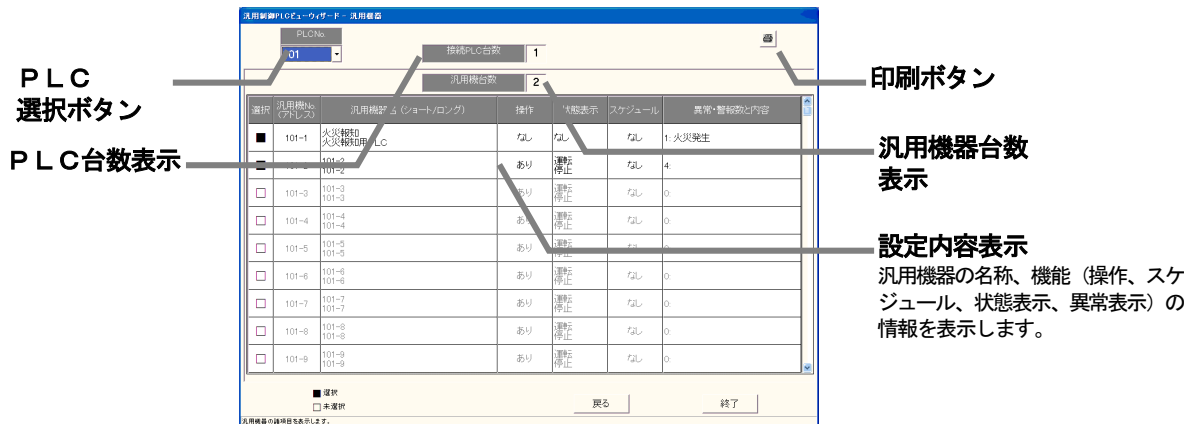 汎用制御PLCビューウィザード - 汎用機器
PLCNo.
01
接続PLC台数 1
汎用機台数 2
選択 汎用機No.(アドレス) (ショート/ロング) 操作 スケジュール 異常・警報数と内容
■ 101-1 火災報知 なし なし なし 1: 火災発生
火災報知用PLC
101-2 あり 運転 なし 4:
101-2 停止
□ 101-3 101-3 あり 運転 なし 0:
101-3 停止
□ 101-4 101-4 あり 運転 なし 0:
101-4 停止
□ 101-5 101-5 あり 運転 0:
101-5 停止
□ 101-6 101-6 あり 運転 なし 0:
101-6 停止
□ 101-7 101-7 あり 運転 なし 0:
101-7 停止
□ 101-8 101-8 あり 運転 なし 0:
101-8 停止
□ 101-9 101-9 あり 運転 なし 0:
101-9 停止
■ 選択
□ 未選択
戻る 終了
汎用機器の諸項目を表示します。
ＰＬＣ
選択ボタン
ＰＬＣ台数表示
印刷ボタン
汎用機器台数
表示
設定内容表示
汎用機器の名称、機能（操作、スケ
ジュール、状態表示、異常表示）の
情報を表示します。